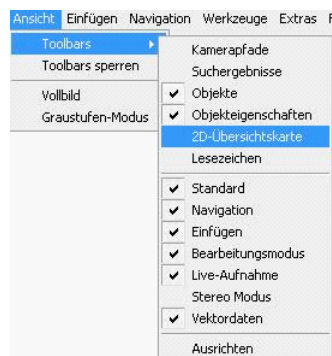 Ansicht Einfügen Navigation Werkzeuge Extras
Toolbars
Toolbars sperren
Vollbild
Graustufen-Modus
Kamerapfade
Suchergebnisse
Objekte
Objekteigenschaften
2D-Übersichtskarte
Lesezeichen
Standard
Navigation
Einfügen
Bearbeitungsmodus
Live-Aufnahme
Stereo Modus
Vektordaten
Ausrichten